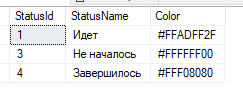 StatusId StatusName Color
1 Идет #FFADFF2F
3 Не началось #FFFFFF00
4 Завершилось #FFF08080